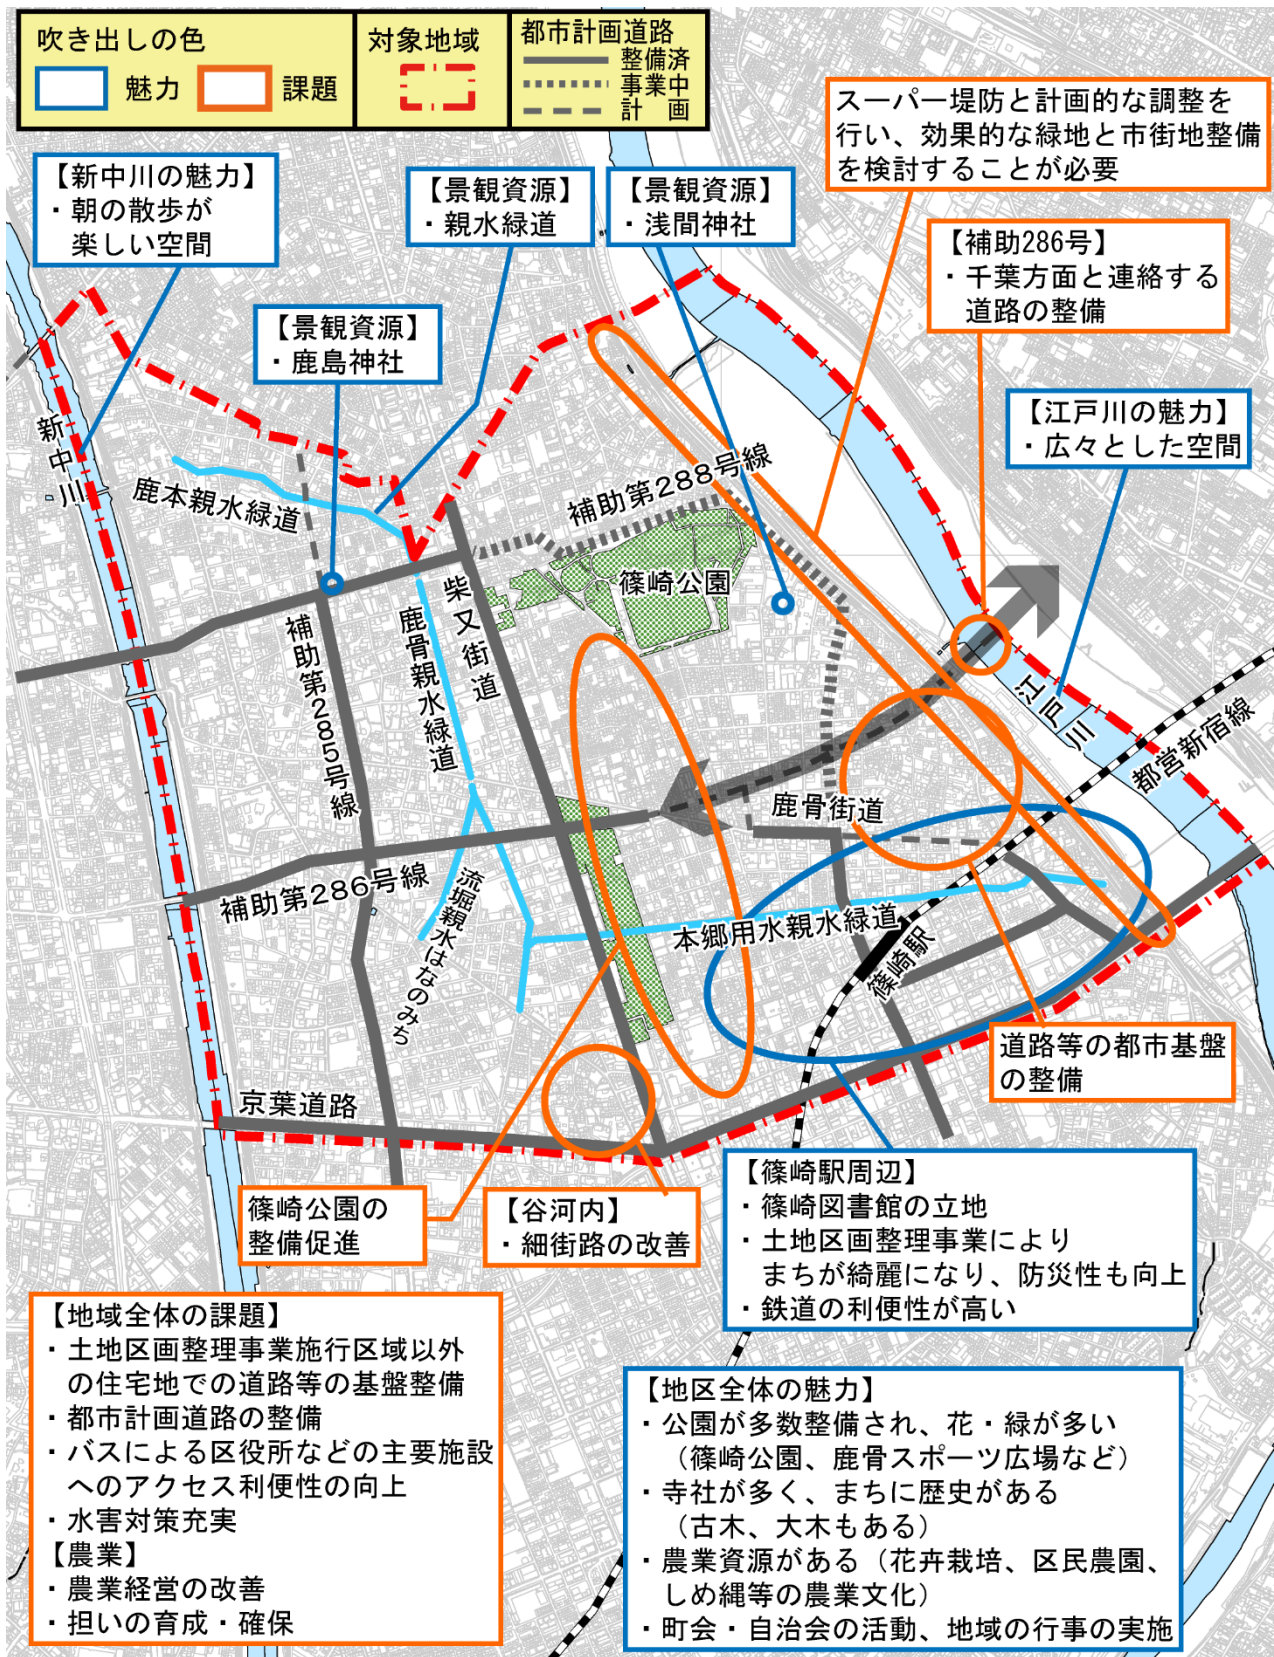 吹き出しの色
魅力
課題
対象地域
都市計画道路
整備済
事業中
計　画
スーパー堤防と計画的な調整を
行い、効果的な緑地と市街地整備
を検討することが必要
【新中川の魅力】
・朝の散歩が
楽しい空間
【景観資源】
・親水緑道
【景観資源】
・浅間神社
【補助286号】
・千葉方面と連絡する
道路の整備
【景観資源】
・鹿島神社
【江戸川の魅力】
・広々とした空間
新中川
鹿本親水緑道
補助第288号線
篠崎公園
柴又街道
鹿骨親水緑道
補助第285号線
江戸川
都営新宿線
鹿骨街道
補助第286号線
流堀親水はなのみち
本郷用水親水緑道
篠崎駅
京葉道路
道路等の都市基盤
の整備
篠崎公園の
整備促進
【谷河内】
・細街路の改善
【篠崎駅周辺】
・篠崎図書館の立地
・土地区画整理事業により
まちが綺麗になり、防災性も向上
・鉄道の利便性が高い
【地域全体の課題】
・土地区画整理事業施行区域以外
の住宅地での道路等の基盤整備
・都市計画道路の整備
・バスによる区役所などの主要施設
へのアクセス利便性の向上
・水害対策充実
【農業】
・農業経営の改善
・担いの育成・確保
【地区全体の魅力】
・公園が多数整備され、花・緑が多い
（篠崎公園、鹿骨スポーツ広場など）
・寺社が多く、まちに歴史がある
（古木、大木もある）
・農業資源がある（花卉栽培、区民農園、
しめ縄等の農業文化）
・町会・自治会の活動、地域の行事の実施